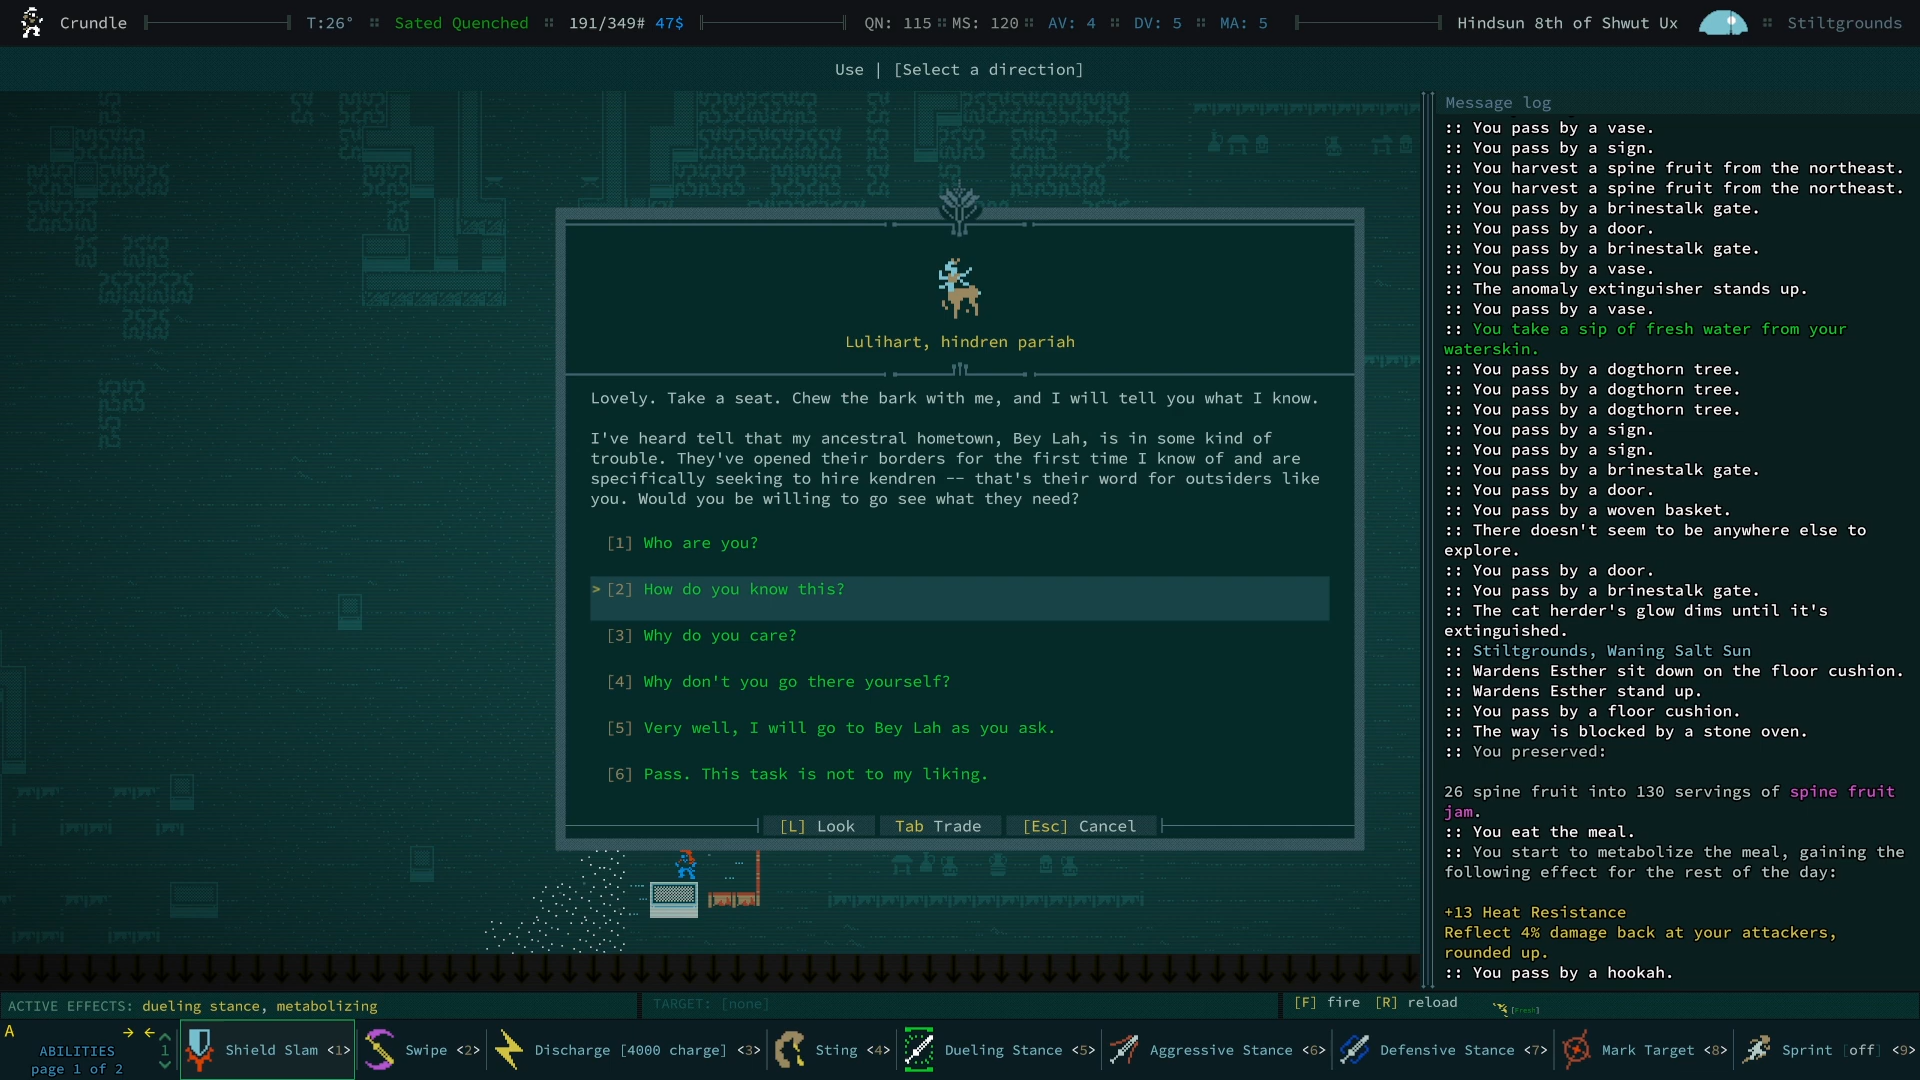 Crundle T:26° :: Sated Quenched :: 191/349# 47$ QN: 115 :: MS: 120 :: AV: 4 :: DV: 5 :: MA: 5 Hindsun 8th of Shwut Ux :: Stiltgrounds
Use | [Select a direction]
Lulihart, hindren pariah
Lovely. Take a seat. Chew the bark with me, and I will tell you what I know.
I've heard tell that my ancestral hometown, Bey Lah, is in some kind of
trouble. They've opened their borders for the first time I know of and are
specifically seeking to hire kendren -- that's their word for outsiders like
you. Would you be willing to go see what they need?
[1] Who are you?
> [2] How do you know this?
[3] Why do you care?
[4] Why don't you go there yourself?
[5] Very well, I will go to Bey Lah as you ask.
[6] Pass. This task is not to my liking.
[L] Look Tab Trade [Esc] Cancel
Message log
:: You pass by a vase.
:: You pass by a sign.
:: You harvest a spine fruit from the northeast.
:: You harvest a spine fruit from the northeast.
:: You pass by a brinestalk gate.
:: You pass by a door.
:: You pass by a brinestalk gate.
:: You pass by a vase.
:: The anomaly extinguisher stands up.
:: You pass by a vase.
:: You take a sip of fresh water from your
waterskin.
:: You pass by a dogthorn tree.
:: You pass by a dogthorn tree.
:: You pass by a dogthorn tree.
:: You pass by a sign.
:: You pass by a sign.
:: You pass by a brinestalk gate.
:: You pass by a door.
:: You pass by a woven basket.
:: There doesn't seem to be anywhere else to
explore.
:: You pass by a door.
:: You pass by a brinestalk gate.
:: The cat herder's glow dims until it's
extinguished.
:: Stiltgrounds, Waning Salt Sun
:: Wardens Esther sit down on the floor cushion.
:: Wardens Esther stand up.
:: You pass by a floor cushion.
:: The way is blocked by a stone oven.
:: You preserved:
26 spine fruit into 130 servings of spine fruit
jam.
:: You eat the meal.
:: You start to metabolize the meal, gaining the
following effect for the rest of the day:
+13 Heat Resistance
Reflect 4% damage back at your attackers,
rounded up.
:: You pass by a hookah.
ACTIVE EFFECTS: dueling stance, metabolizing
TARGET: [none]
[F] fire [R] reload [Fresh]
A
ABILITIES
page 1 of 2
1
Shield Slam <1> Swipe <2> Discharge [4000 charge] <3> Sting <4> Dueling Stance <5> Aggressive Stance <6> Defensive Stance <7> Mark Target <8> Sprint [off] <9>